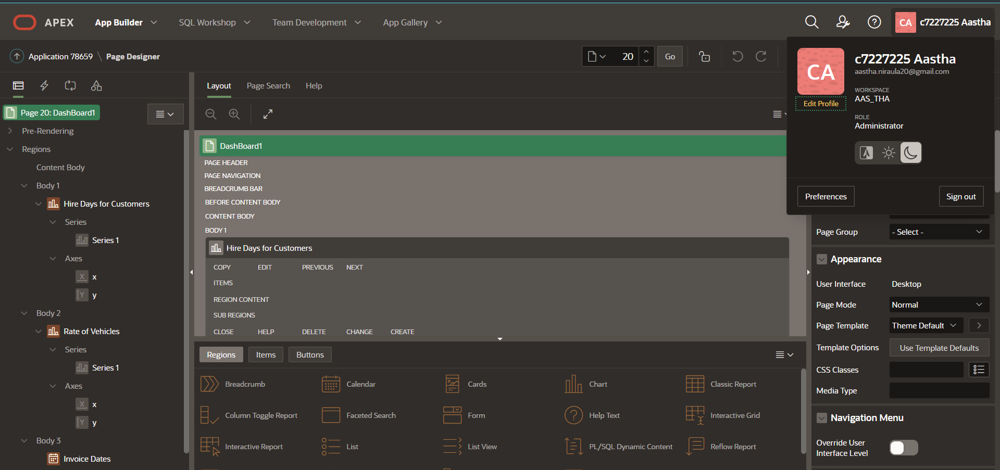 APEX
App Builder
SQL Workshop
Team Development
App Gallery
CA
c7227225 Aastha
Application 78659 \ Page Designer
20
Go
CA
c7227225 Aastha
aastha.niraula20@gmail.com
WORKSPACE
AAS_THA
Edit Profile
ROLE
Administrator
Preferences
Sign out
Page 20: DashBoard1
Pre-Rendering
Regions
Content Body
Body 1
Hire Days for Customers
Series
Series 1
Axes
x
y
Body 2
Rate of Vehicles
Series
Series 1
Axes
x
y
Body 3
Invoice Dates
Layout
Page Search
Help
DashBoard1
PAGE HEADER
PAGE NAVIGATION
BREADCRUMB BAR
BEFORE CONTENT BODY
CONTENT BODY
BODY 1
Hire Days for Customers
COPY EDIT PREVIOUS NEXT
ITEMS
REGION CONTENT
SUB REGIONS
CLOSE HELP DELETE CHANGE CREATE
Regions
Items
Buttons
Breadcrumb Calendar Cards Chart Classic Report
Column Toggle Report Faceted Search Form Help Text Interactive Grid
Interactive Report List List View PL/SQL Dynamic Content Reflow Report
Page Group - Select -
Appearance
User Interface Desktop
Page Mode Normal
Page Template Theme Default
Template Options Use Template Defaults
CSS Classes
Media Type
Navigation Menu
Override User
Interface Level